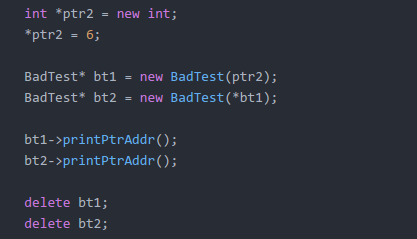 int *ptr2 = new int;
*ptr2 = 6;
BadTest* bt1 = new BadTest(ptr2);
BadTest* bt2 = new BadTest(*bt1);
bt1->printPtrAddr();
bt2->printPtrAddr();
delete bt1;
delete bt2;